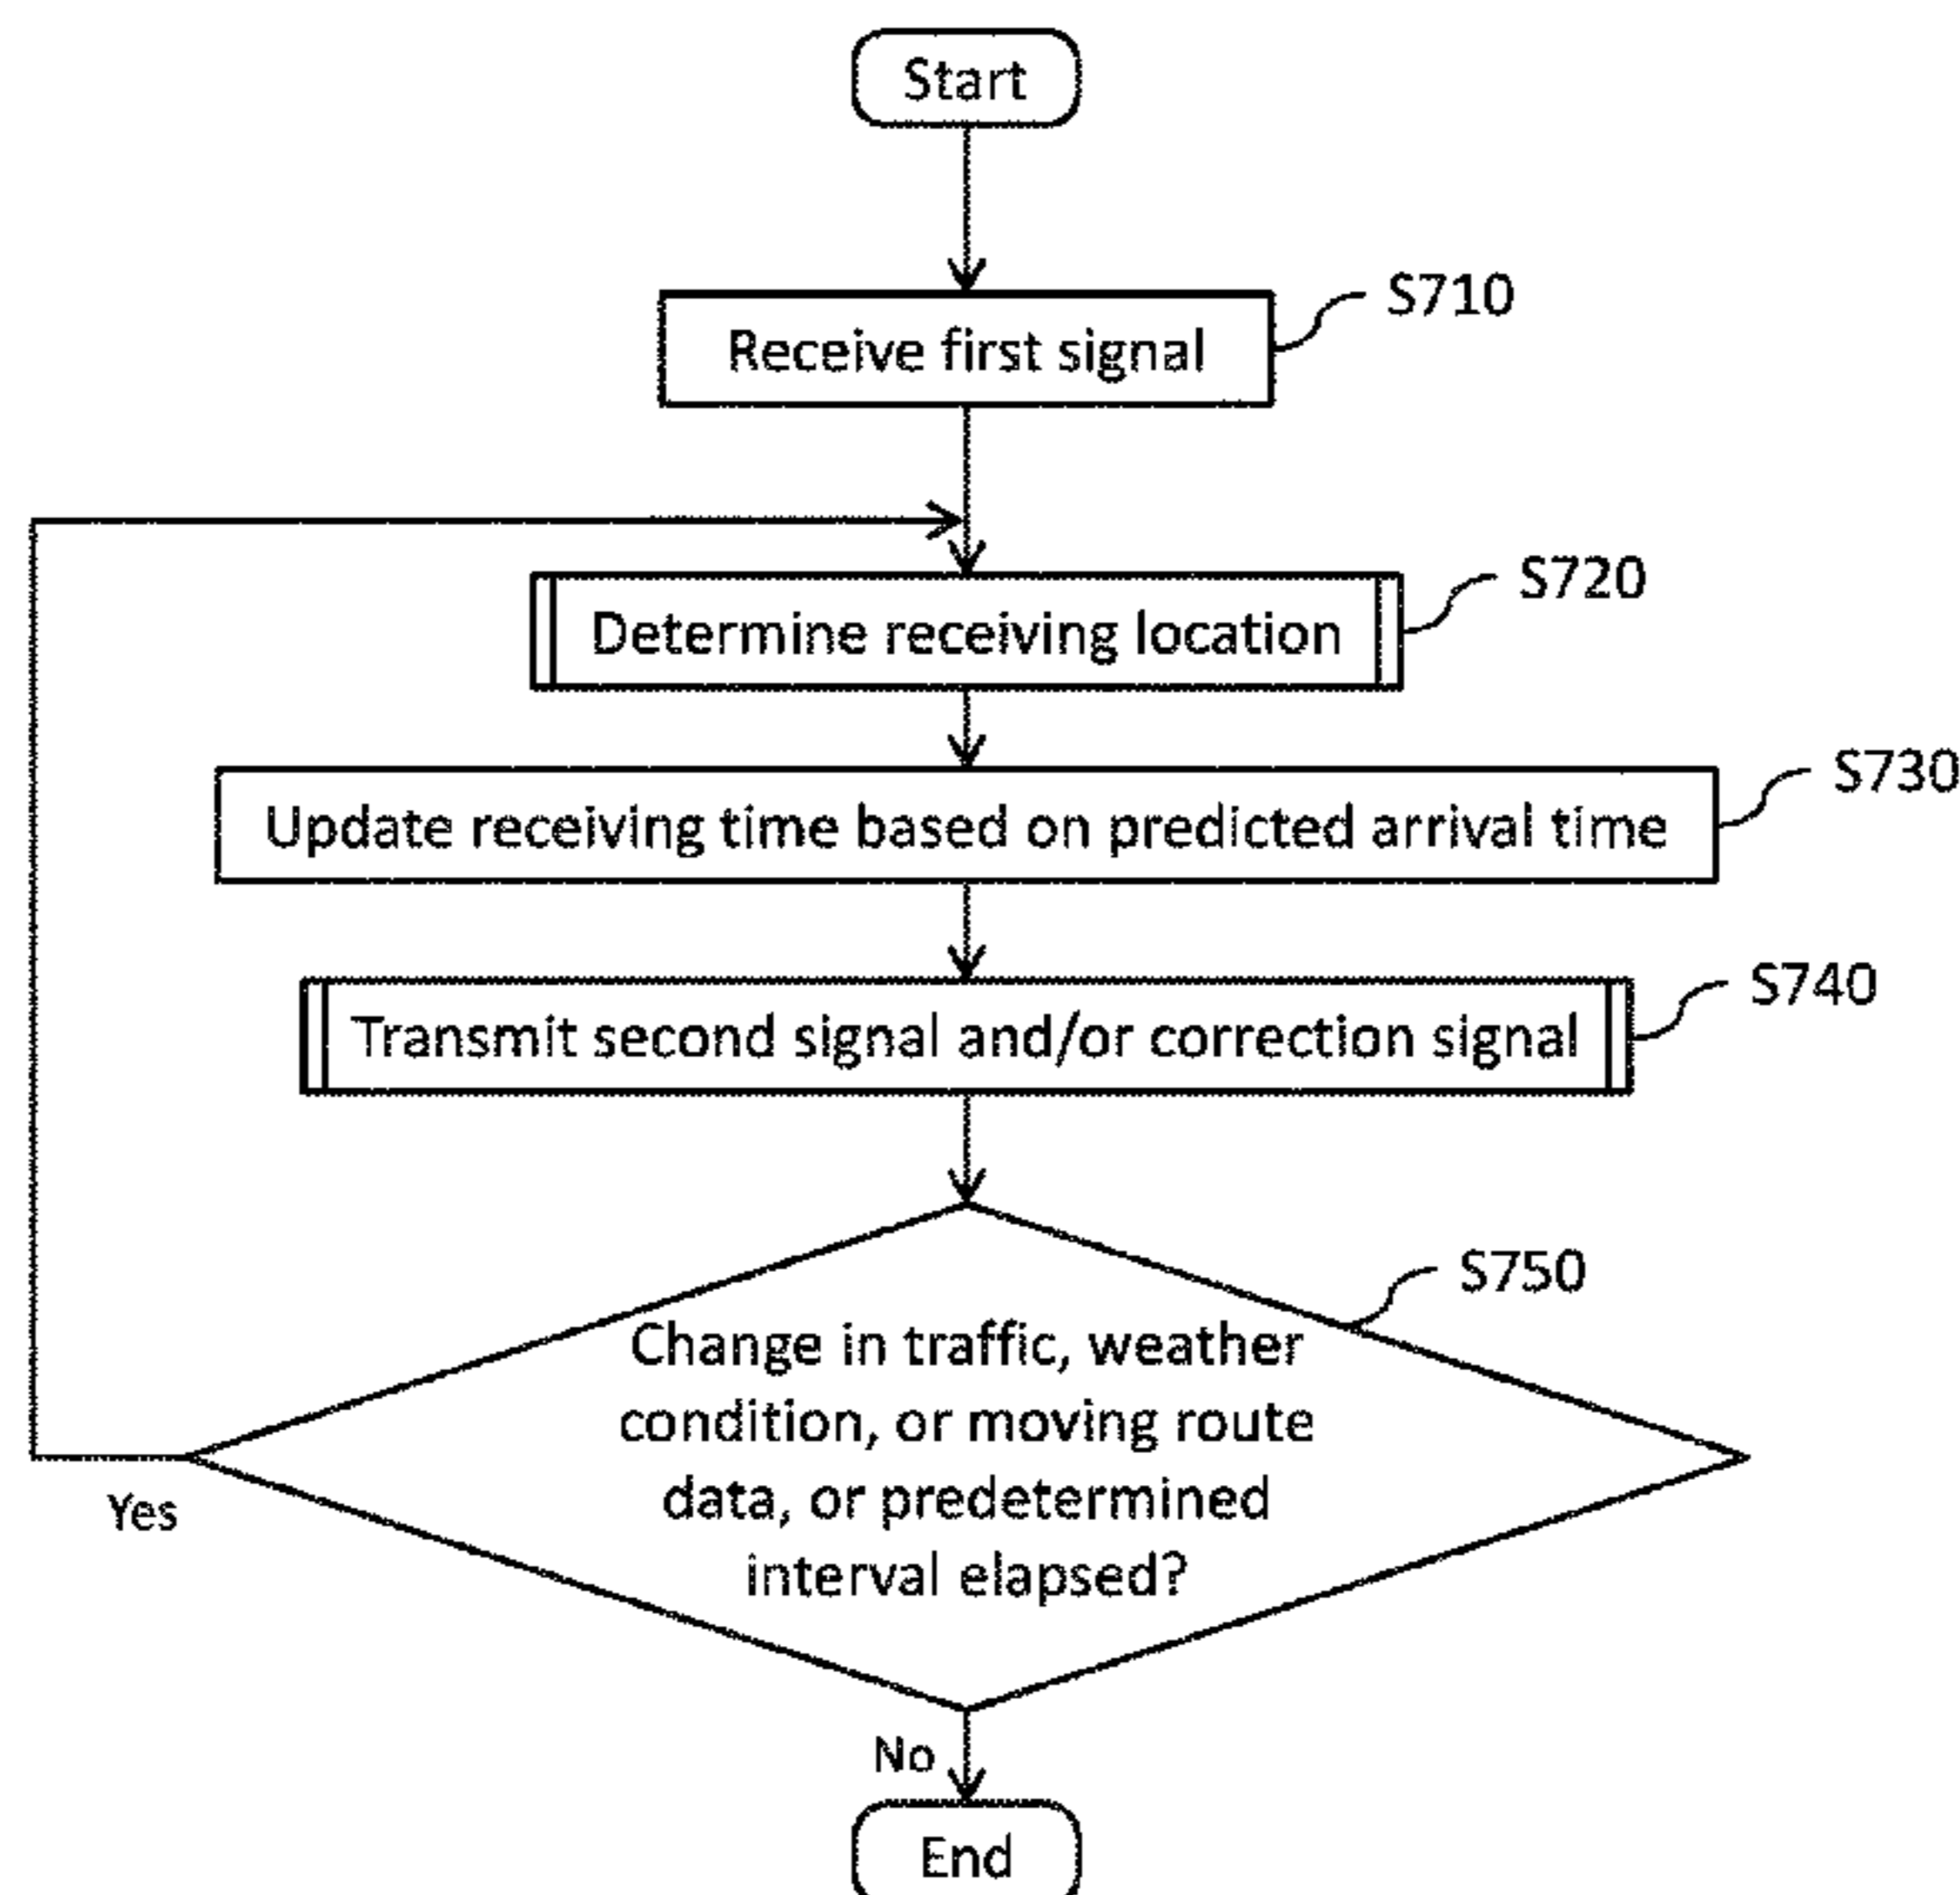 Start
Receive first signal
S710
Determine receiving location
S720
Update receiving time based on predicted arrival time
S730
Transmit second signal and/or correction signal
S740
S750
Change in traffic, weather
condition, or moving route
data, or predetermined
interval elapsed?
Yes
No
End